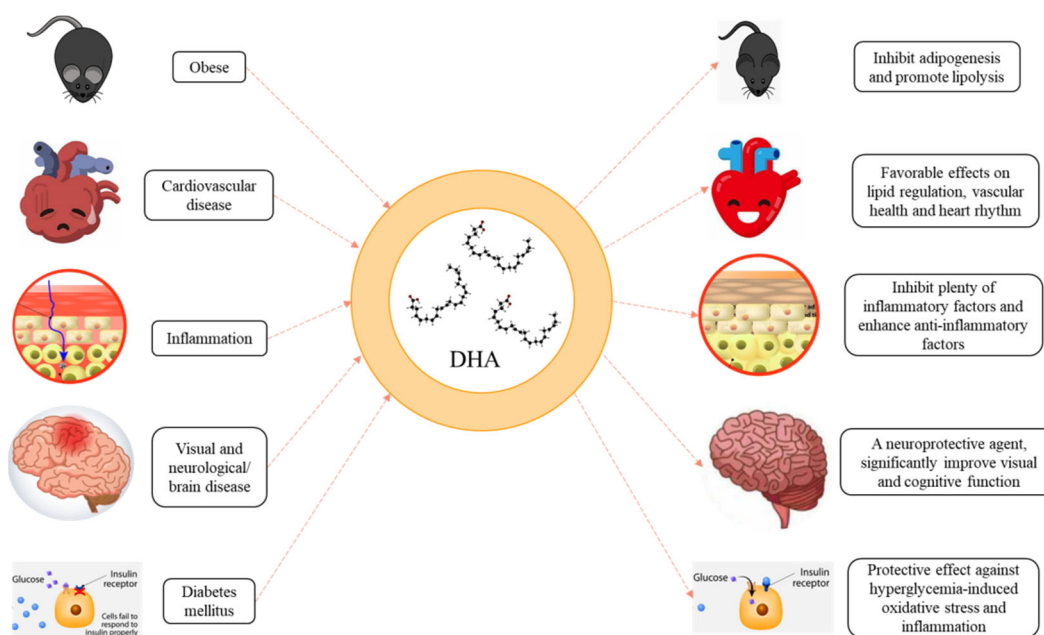 Obese
Inhibit adipogenesis
and promote lipolysis
Cardiovascular
disease
Favorable effects on
lipid regulation, vascular
health and heart rhythm
Inflammation
DHA
Inhibit plenty of
inflammatory factors and
enhance anti-inflammatory
factors
Visual and
neurological/
brain disease
A neuroprotective agent,
significantly improve visual
and cognitive function
Glucose
Insulin
receptor
Cells fail to
respond to
insulin properly
Diabetes
mellitus
Glucose
Insulin
receptor
Protective effect against
hyperglycemia-induced
oxidative stress and
inflammation